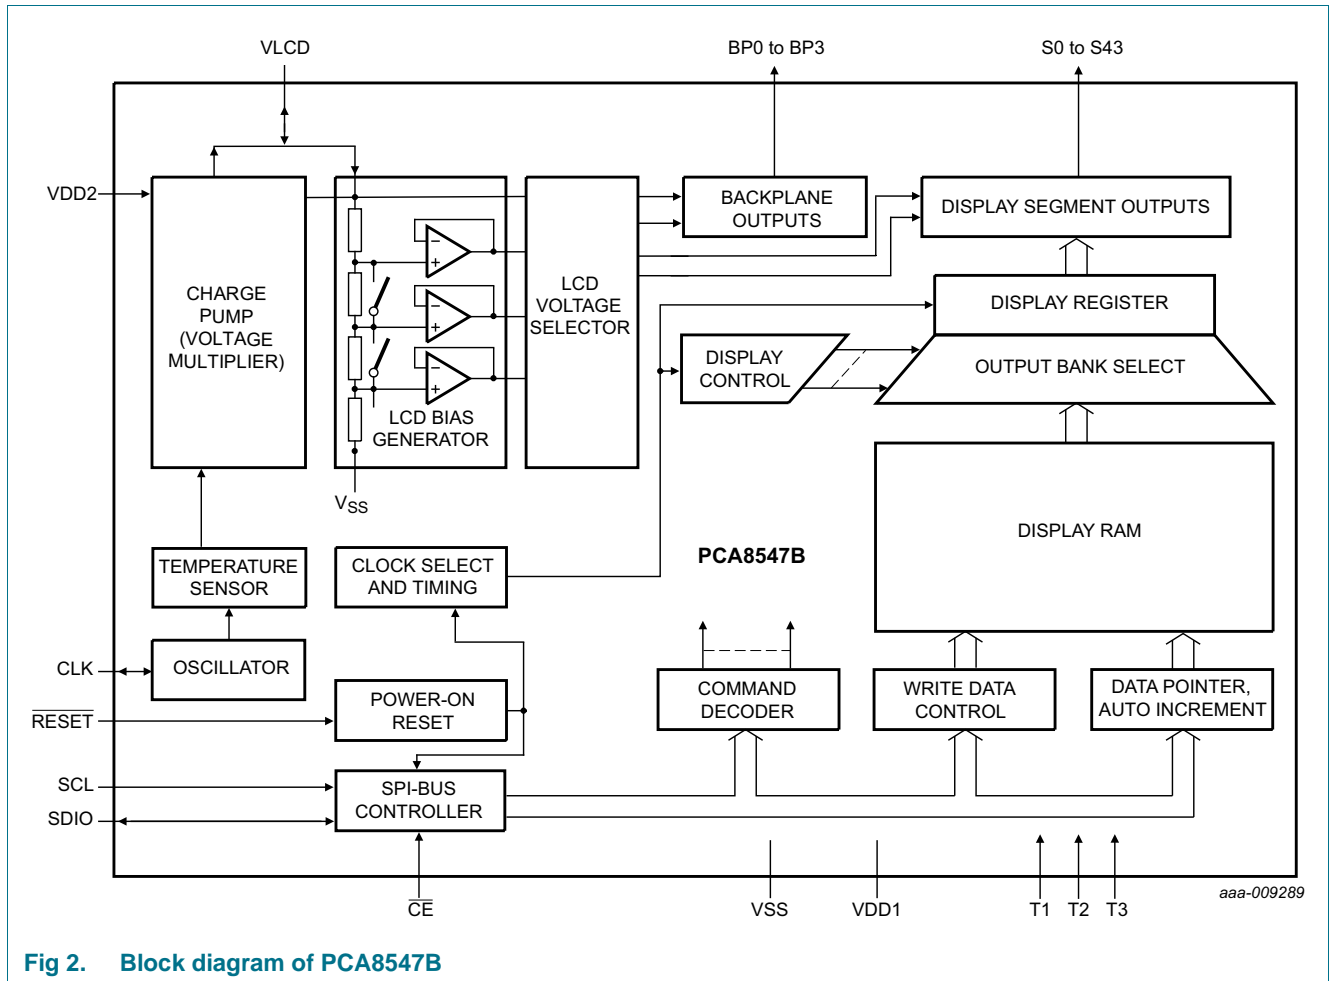 VLCD
BP0 to BP3
S0 to S43
VDD2
CHARGE
PUMP
(VOLTAGE
MULTIPLIER)
−
+
−
+
−
+
LCD BIAS
GENERATOR
VSS
LCD
VOLTAGE
SELECTOR
BACKPLANE
OUTPUTS
DISPLAY SEGMENT OUTPUTS
DISPLAY REGISTER
DISPLAY
CONTROL
OUTPUT BANK SELECT
DISPLAY RAM
TEMPERATURE
SENSOR
CLOCK SELECT
AND TIMING
PCA8547B
CLK
OSCILLATOR
RESET
POWER-ON
RESET
COMMAND
DECODER
WRITE DATA
CONTROL
DATA POINTER,
AUTO INCREMENT
SCL
SDIO
SPI-BUS
CONTROLLER
CE
VSS
VDD1
T1
T2
T3
aaa-009289
Fig 2. Block diagram of PCA8547B